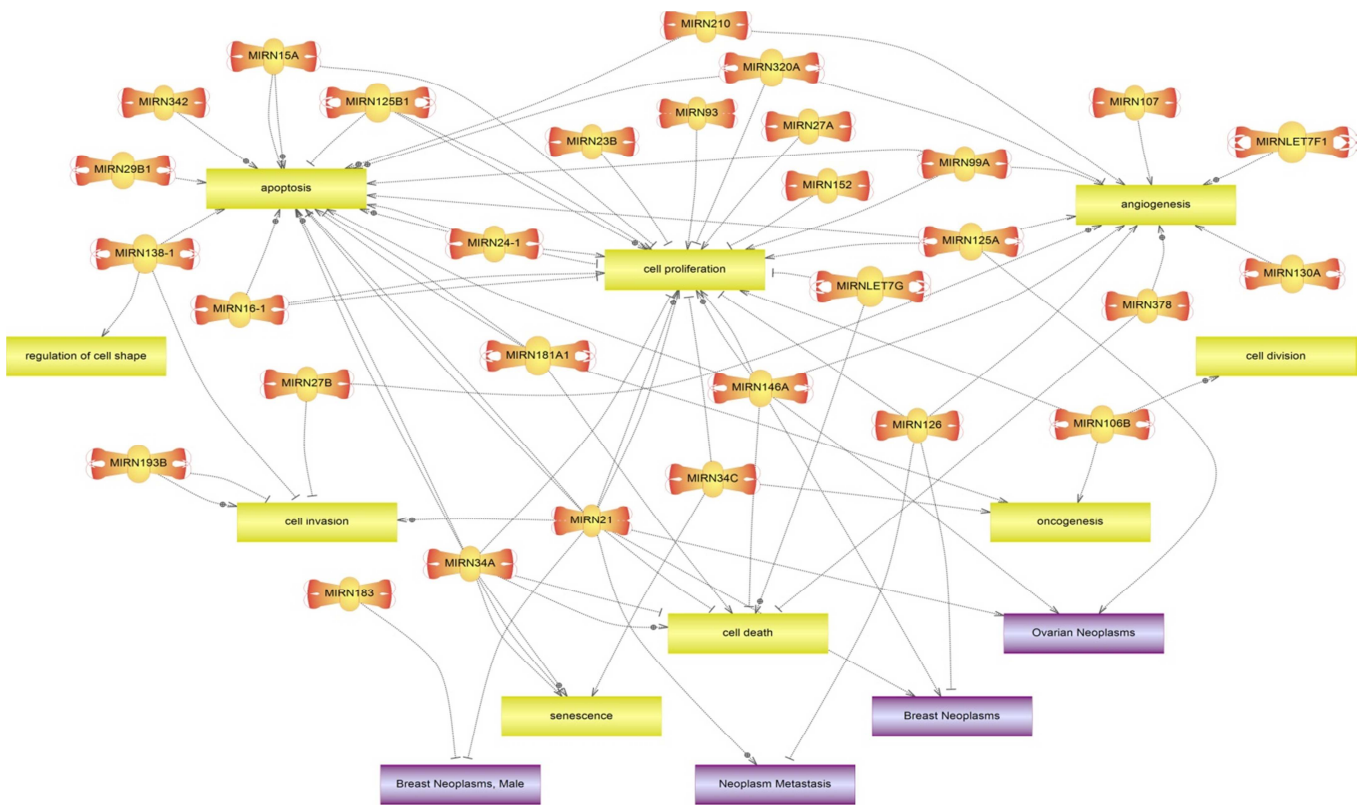 MIRN210
MIRN15A
MIRN320A
MIRN342
MIRN125B1
MIRN107
MIRN93
MIRN27A
MIRN23B
MIRNLET7F1
MIRN29B1
MIRN99A
apoptosis
MIRN152
angiogenesis
MIRN24-1
MIRN125A
MIRN138-1
cell proliferation
MIRN130A
MIRNLET7G
MIRN16-1
MIRN378
regulation of cell shape
MIRN181A1
cell division
MIRN27B
MIRN146A
MIRN126
MIRN106B
MIRN193B
MIRN34C
cell invasion
MIRN21
oncogenesis
MIRN34A
MIRN183
cell death
Ovarian Neoplasms
senescence
Breast Neoplasms
Breast Neoplasms, Male
Neoplasm Metastasis